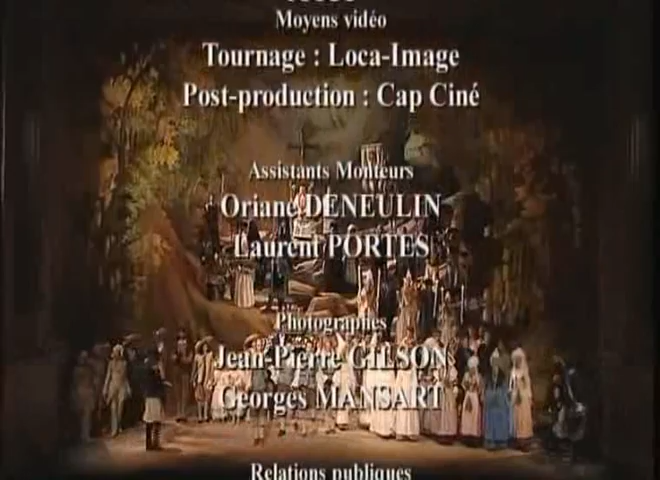 Moyens vidéo
Tournage : Loca-Image
Post-production : Cap Ciné
Assistants Monteurs
Oriane DENEULIN
Laurent PORTES
Photographes
Jean-Pierre GILSON
Georges MANSART
Relations publiques